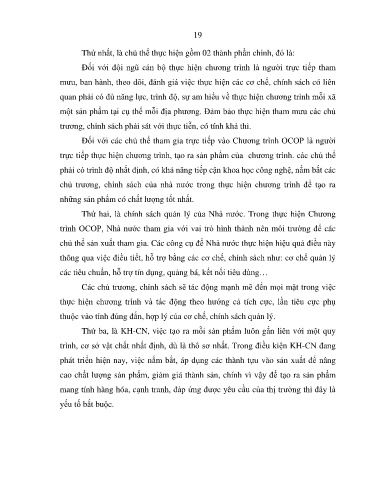 19
Thứ nhất, là chủ thể thực hiện gồm 02 thành phần chính, đó là:
Đối với đội ngũ cán bộ thực hiện chương trình là người trực tiếp tham
mưu, ban hành, theo dõi, đánh giá việc thực hiện các cơ chế, chính sách có liên
quan phải có đủ năng lực, trình độ, sự am hiểu về thực hiện chương trình mỗi xã
một sản phẩm tại cụ thể mỗi địa phương. Đảm bảo thực hiện tham mưu các chủ
trương, chính sách phải sát với thực tiễn, có tính khả thi.
Đối với các chủ thể tham gia trực tiếp vào Chương trình OCOP là người
trực tiếp thực hiện chương trình, tạo ra sản phẩm của chương trình. các chủ thể
phải có trình độ nhất định, có khả năng tiếp cận khoa học công nghệ, nắm bắt các
chủ trương, chính sách của nhà nước trong thực hiện chương trình để tạo ra
những sản phẩm có chất lượng tốt nhất.
Thứ hai, là chính sách quản lý của Nhà nước. Trong thực hiện Chương
trình OCOP, Nhà nước tham gia với vai trò hình thành nên môi trường để các
chủ thể sản xuất tham gia. Các công cụ để Nhà nước thực hiện hiệu quả điều này
thông qua việc điều tiết, hỗ trợ bằng các cơ chế, chính sách như: cơ chế quản lý
các tiêu chuẩn, hỗ trợ tín dụng, quảng bá, kết nối tiêu dùng…
Các chủ trương, chính sách sẽ tác động mạnh mẽ đến mọi mặt trong việc
thực hiện chương trình và tác động theo hướng cả tích cực, lẫn tiêu cực phụ
thuộc vào tính đúng đắn, hợp lý của cơ chế, chính sách quản lý.
Thứ ba, là KH-CN, việc tạo ra mỗi sản phẩm luôn gắn liền với một quy
trình, cơ sở vật chất nhất định, dù là thô sơ nhất. Trong điều kiện KH-CN đang
phát triển hiện nay, việc nắm bắt, áp dụng các thành tựu vào sản xuất để nâng
cao chất lượng sản phẩm, giảm giá thành sản, chính vì vậy để tạo ra sản phẩm
mang tính hàng hóa, cạnh tranh, đáp ứng được yêu cầu của thị trường thì đây là
yếu tố bắt buộc.